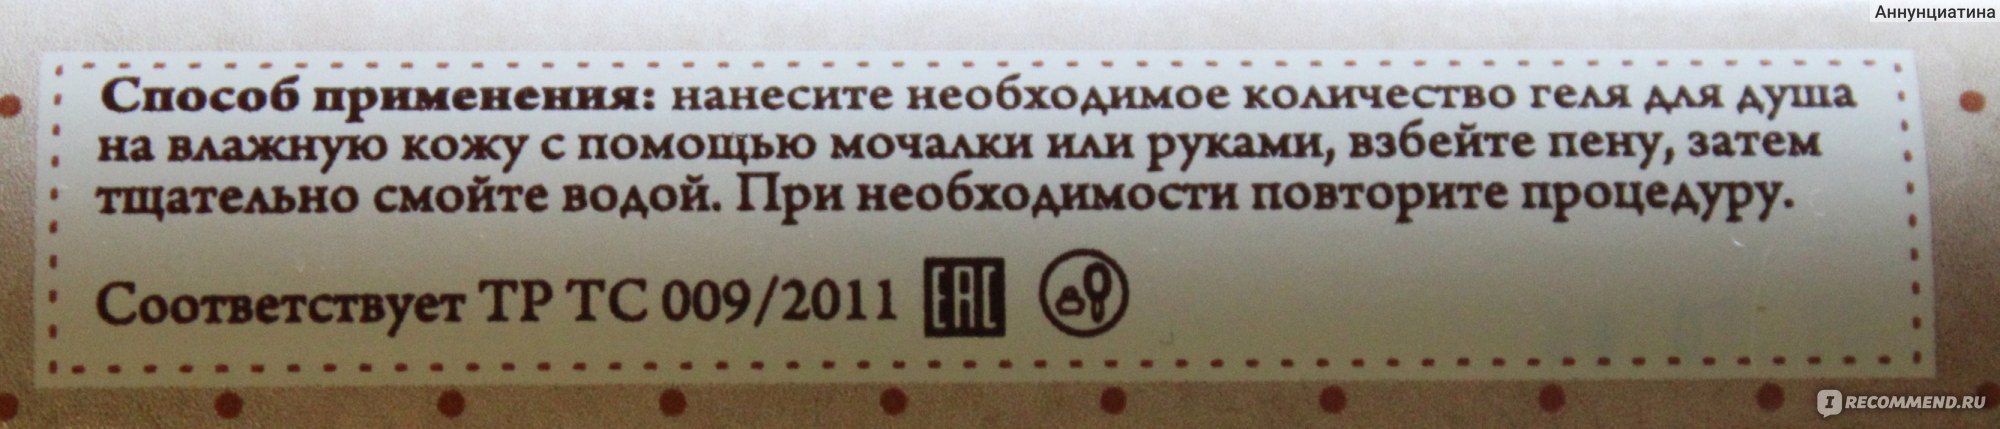 Аннунциатина
Способ применения: нанесите необходимое количество геля для душа
на влажную кожу с помощью мочалки или руками, взбейте пену, затем
тщательно смойте водой. При необходимости повторите процедуру.
Соответствует ТР ТС 009/2011 EAC
I RECOMMEND.RU